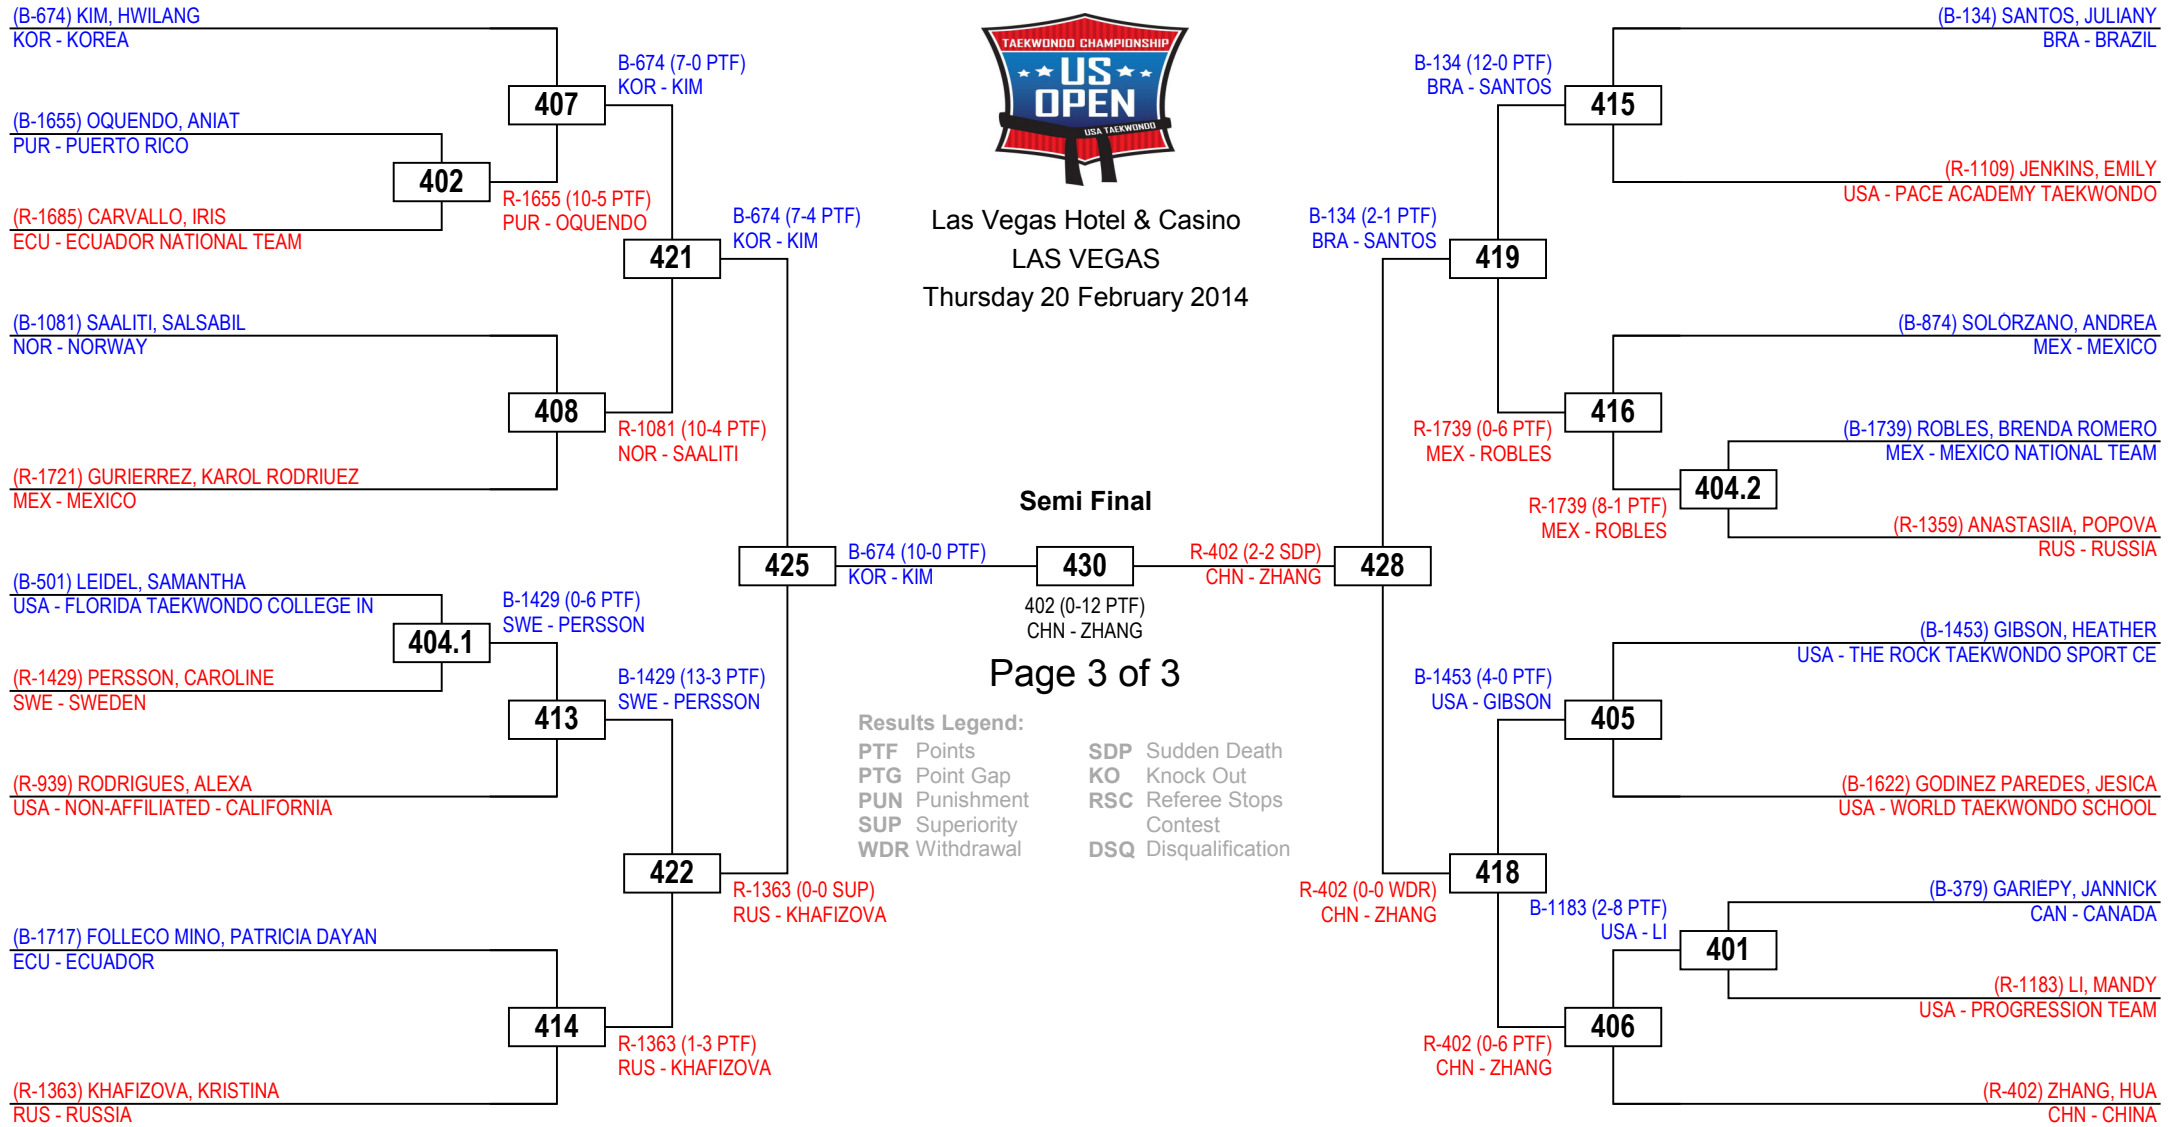 (B-674) KIM, HWILANG
KOR - KOREA
(B-1655) OQUENDO, ANIAT
PUR - PUERTO RICO
(R-1685) CARVALLO, IRIS
ECU - ECUADOR NATIONAL TEAM
(B-1081) SAALITI, SALSABIL
NOR - NORWAY
(R-1721) GURIERREZ, KAROL RODRIUEZ
MEX - MEXICO
(B-501) LEIDEL, SAMANTHA
USA - FLORIDA TAEKWONDO COLLEGE IN
(R-1429) PERSSON, CAROLINE
SWE - SWEDEN
(R-939) RODRIGUES, ALEXA
USA - NON-AFFILIATED - CALIFORNIA
(B-1717) FOLLECO MINO, PATRICIA DAYAN
ECU - ECUADOR
(R-1363) KHAFIZOVA, KRISTINA
RUS - RUSSIA
402
R-1655 (10-5 PTF)
PUR - OQUENDO
404.1
B-1429 (0-6 PTF)
SWE - PERSSON
407
B-674 (7-0 PTF)
KOR - KIM
408
R-1081 (10-4 PTF)
NOR - SAALITI
413
B-1429 (13-3 PTF)
SWE - PERSSON
414
R-1363 (1-3 PTF)
RUS - KHAFIZOVA
421
B-674 (7-4 PTF)
KOR - KIM
422
R-1363 (0-0 SUP)
RUS - KHAFIZOVA
425
B-674 (10-0 PTF)
KOR - KIM
TAEKWONDO CHAMPIONSHIP
US
OPEN
USA TAEKWONDO
Las Vegas Hotel & Casino
LAS VEGAS
Thursday 20 February 2014
Semi Final
430
402 (0-12 PTF)
CHN - ZHANG
Page 3 of 3
Results Legend:
PTF Points
PTG Point Gap
PUN Punishment
SUP Superiority
WDR Withdrawal
SDP Sudden Death
KO Knock Out
RSC Referee Stops
Contest
DSQ Disqualification
R-402 (2-2 SDP)
CHN - ZHANG
428
B-134 (2-1 PTF)
BRA - SANTOS
419
R-402 (0-0 WDR)
CHN - ZHANG
418
B-134 (12-0 PTF)
BRA - SANTOS
415
R-1739 (0-6 PTF)
MEX - ROBLES
416
B-1453 (4-0 PTF)
USA - GIBSON
405
R-402 (0-6 PTF)
CHN - ZHANG
406
R-1739 (8-1 PTF)
MEX - ROBLES
404.2
B-1183 (2-8 PTF)
USA - LI
401
(B-134) SANTOS, JULIANY
BRA - BRAZIL
(R-1109) JENKINS, EMILY
USA - PACE ACADEMY TAEKWONDO
(B-874) SOLÓRZANO, ANDREA
MEX - MEXICO
(B-1739) ROBLES, BRENDA ROMERO
MEX - MEXICO NATIONAL TEAM
(R-1359) ANASTASIIA, POPOVA
RUS - RUSSIA
(B-1453) GIBSON, HEATHER
USA - THE ROCK TAEKWONDO SPORT CE
(B-1622) GODINEZ PAREDES, JESICA
USA - WORLD TAEKWONDO SCHOOL
(B-379) GARIÉPY, JANNICK
CAN - CANADA
(R-1183) LI, MANDY
USA - PROGRESSION TEAM
(R-402) ZHANG, HUA
CHN - CHINA